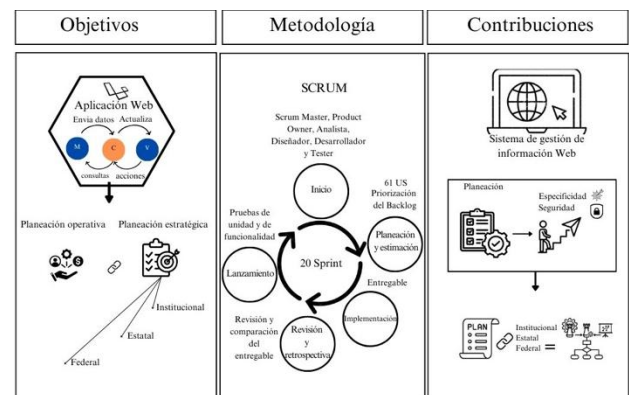 Objetivos
Metodología
Contribuciones
Aplicación Web
Envia datos Actualiza
M C V
consultas acciones
Planeación operativa
Planeación estratégica
Institucional
Estatal
Federal
SCRUM
Scrum Master, Product
Owner, Analista,
Diseñador, Desarrollador
y Tester
Inicio
61 US
Priorización
del Backlog
Planeación
y estimación
Entregable
Implementación
Revisión y
retrospectiva
Revisión y
comparación
del
entregable
Lanzamiento
Pruebas de
unidad y de
funcionalidad
20 Sprint
Sistema de gestión de
información Web
Planeación
Especificidad
Seguridad
PLAN
Institucional
Estatal
Federal =